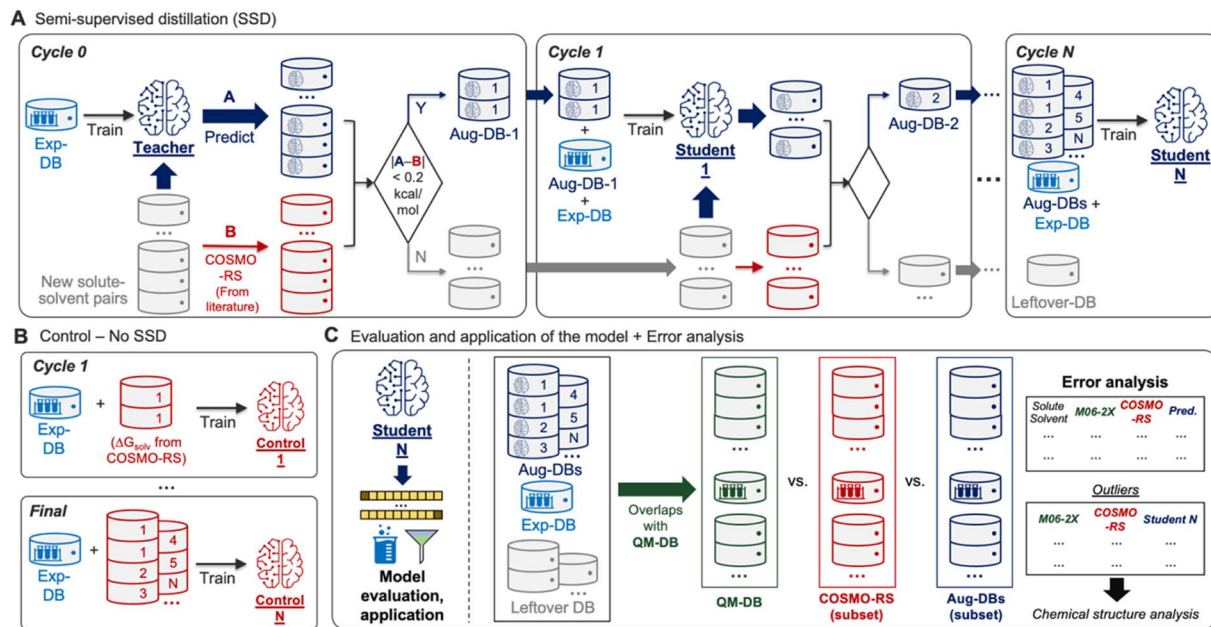 A Semi-supervised distillation (SSD)
Cycle 0
Exp-
DB
Train
Teacher
A
Predict
...
...
B
COSMO
-RS
(From
literature)
New solute-
solvent pairs
...
|A–B|
< 0.2
kcal/
mol
Y
N
1
1
Aug-DB-1
...
Cycle 1
1
1
+
Aug-DB-1
+
Exp-DB
Train
Student
1
...
...
...
2
Aug-DB-2
...
...
...
...
Cycle N
1
1
2
3
4
5
N
...
Aug-DBs +
Exp-DB
Train
Student
N
Leftover-DB
B Control – No SSD
Cycle 1
Exp-
DB
+
1
1
(ΔGsolv from
COSMO-RS)
Train
Control
1
...
Final
Exp-
DB
+
1
1
2
3
4
5
N
...
Train
Control
N
C Evaluation and application of the model + Error analysis
Student
N
...
Model
evaluation,
application
1
1
2
3
4
5
N
...
Aug-DBs
Exp-DB
...
Leftover DB
Overlaps
with
QM-DB
...
...
QM-DB
vs.
...
...
COSMO-RS
(subset)
vs.
...
...
Aug-DBs
(subset)
Error analysis
Solute
Solvent
M06-2X
COSMO
-RS
Pred.
... ... ... ...
... ... ... ...
Outliers
M06-2X
COSMO
-RS
Student N
... ... ...
... ... ...
Chemical structure analysis